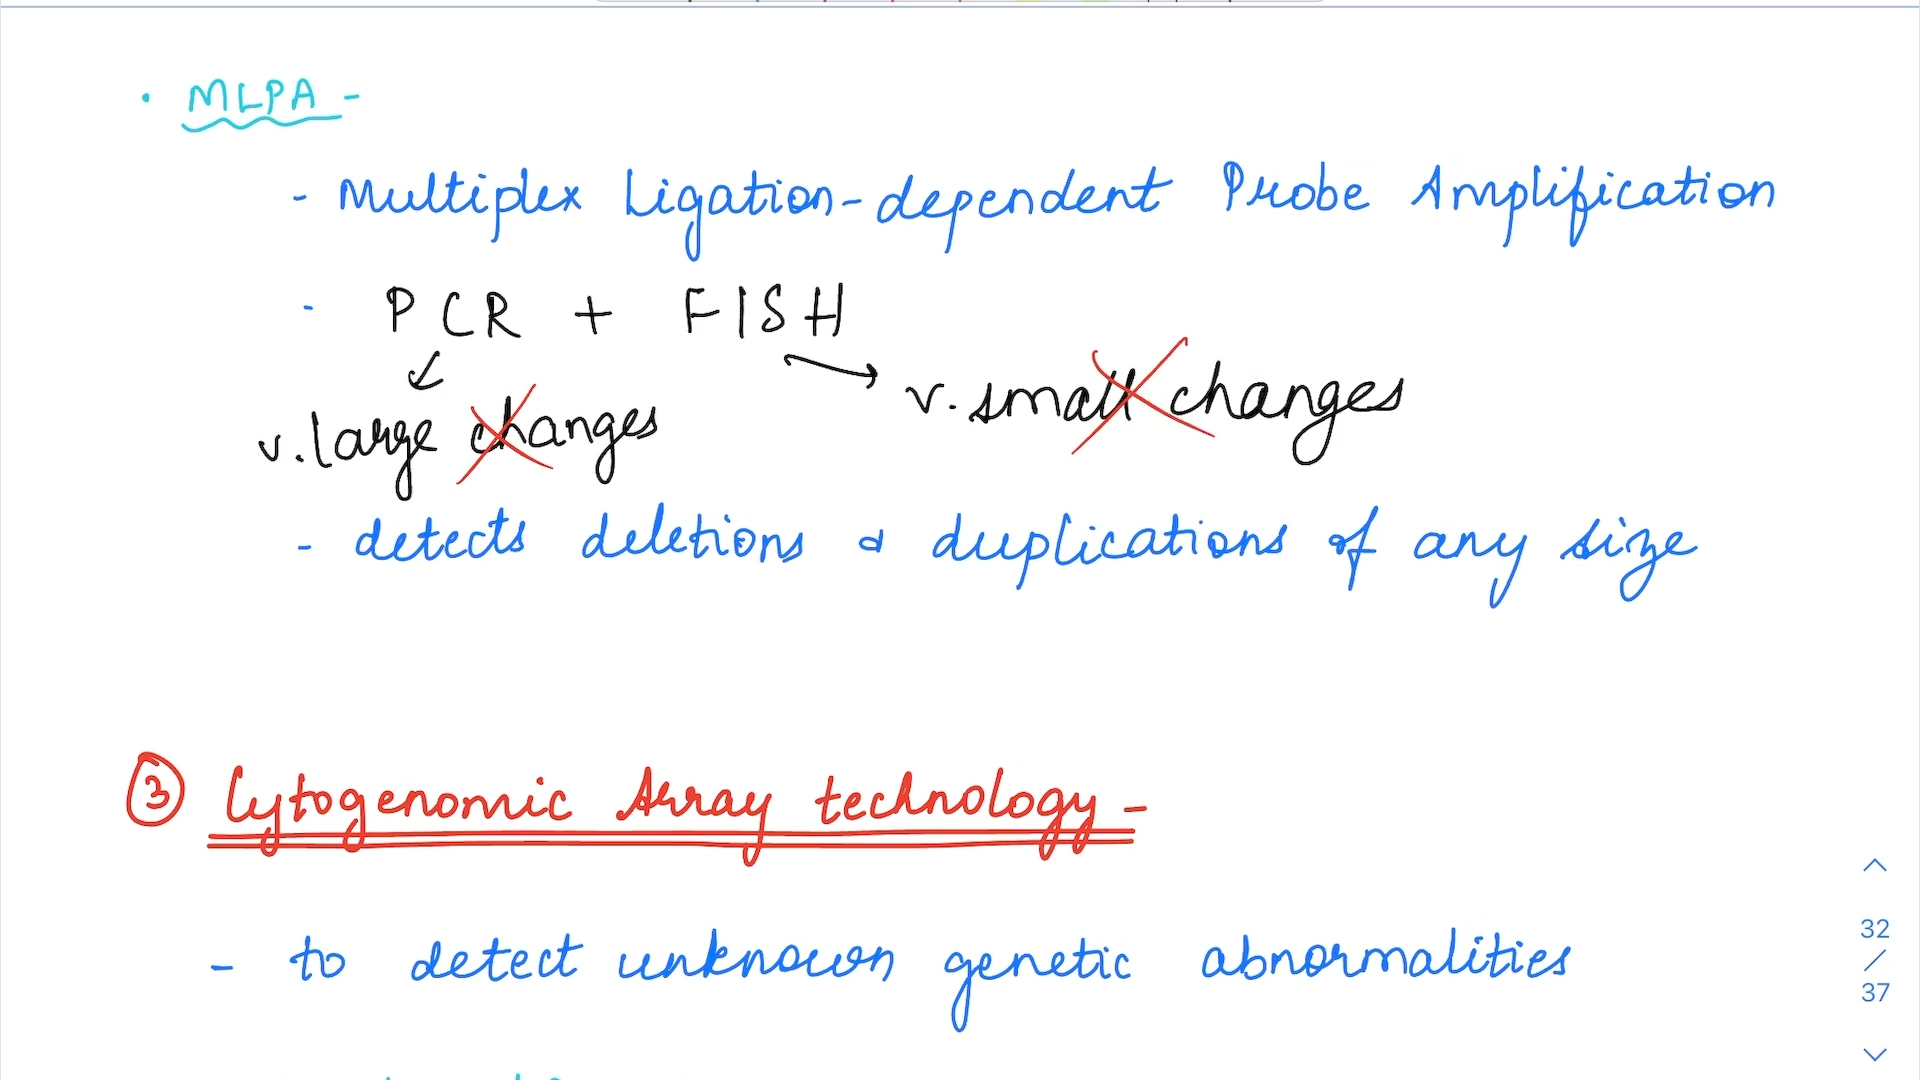 • MLPA -
- Multiplex Ligation-dependent Probe Amplification
- PCR + FISH
v. large changes
v. small changes
- detects deletions & duplications of any size
③ Cytogenomic Array technology -
- to detect unknown genetic abnormalities
32
/
37